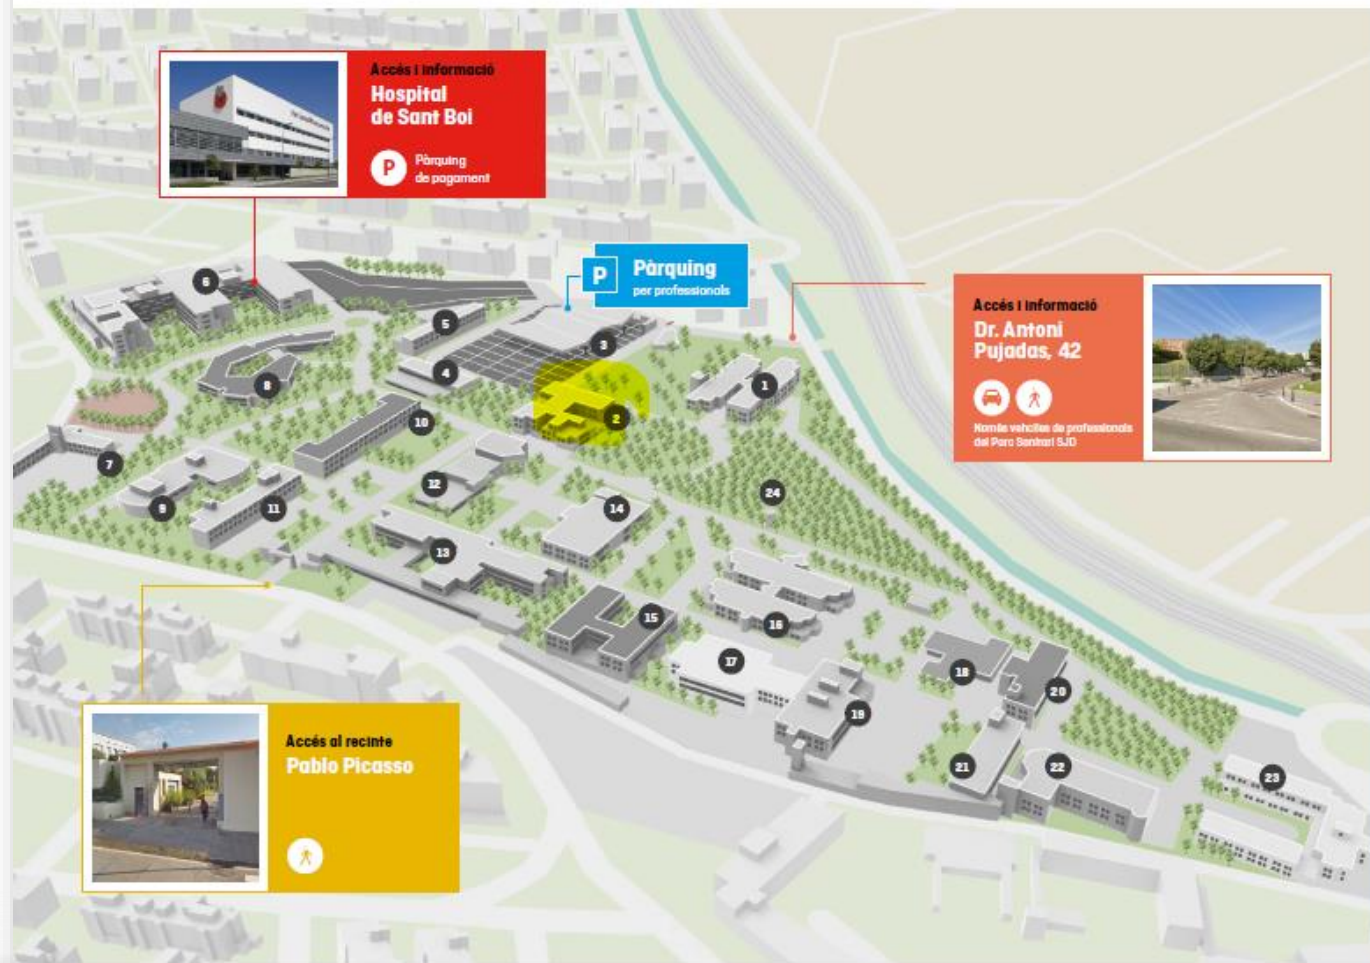 Accés i informació
Hospital
de Sant Boi
P
Pàrquing
de pagament
P
Pàrquing
per professionals
Accés i informació
Dr. Antoni
Pujadas, 42
Només vehicles de professionals
del Parc Sanitari SJD
Accés al recinte
Pablo Picasso
6
5
3
4
8
1
2
10
7
12
24
9
11
14
13
15
16
17
18
20
19
21
22
23